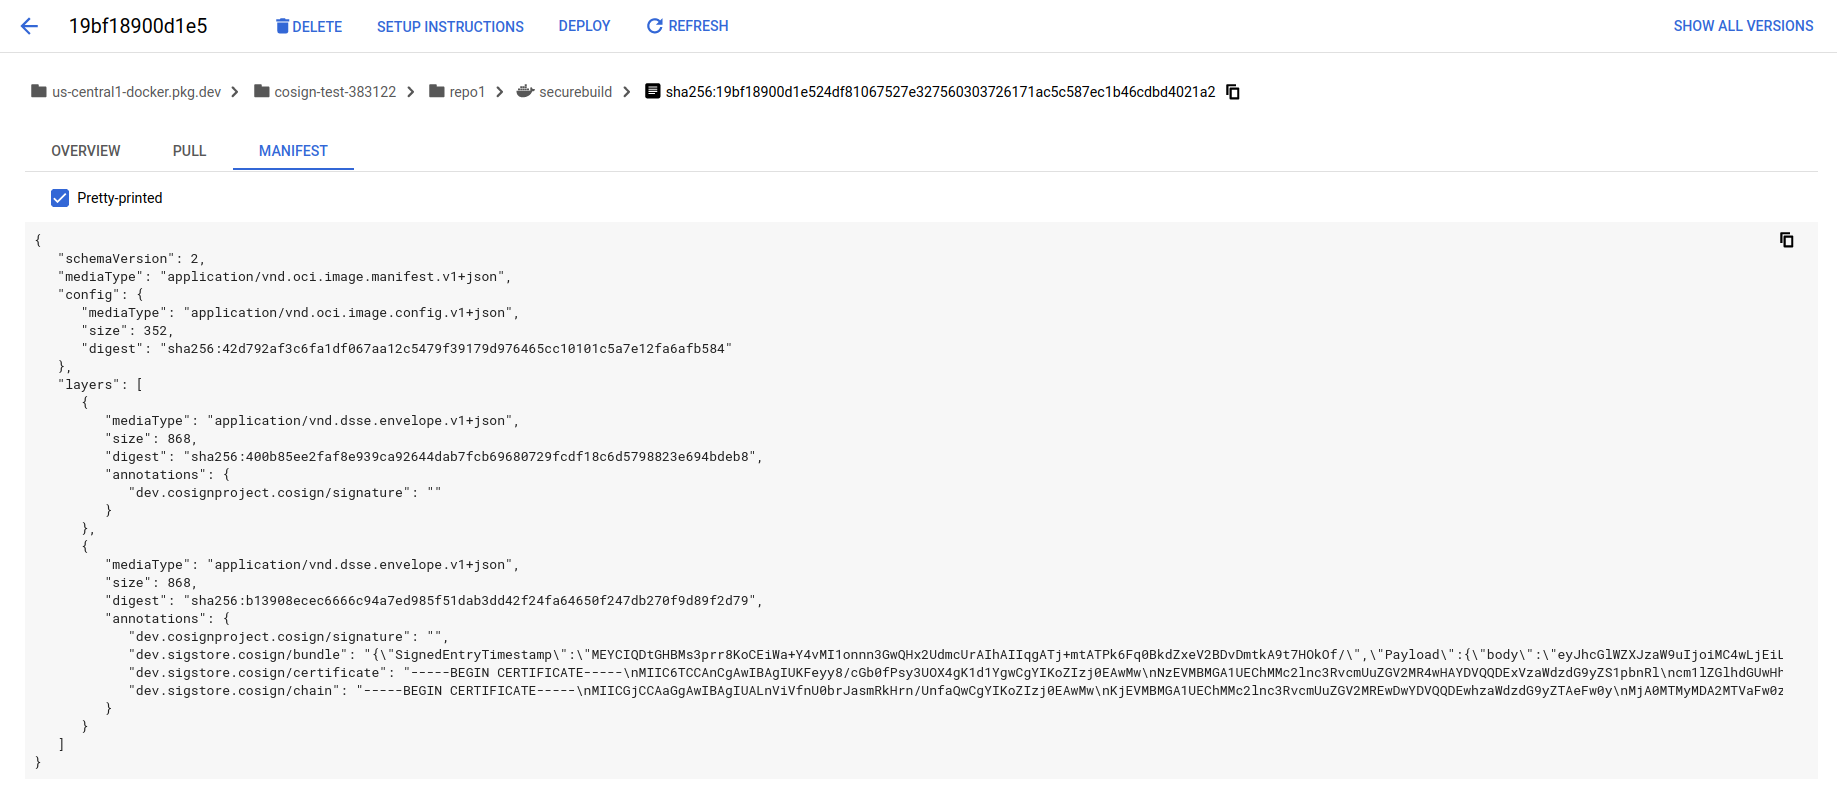 19bf18900d1e5 DELETE SETUP INSTRUCTIONS DEPLOY REFRESH SHOW ALL VERSIONS
us-central1-docker.pkg.dev cosign-test-383122 repo1 securebuild sha256:19bf18900d1e524df81067527e327560303726171ac5c587ec1b46cdbd4021a2
OVERVIEW PULL MANIFEST
Pretty-printed
{
"schemaVersion": 2,
"mediaType": "application/vnd.oci.image.manifest.v1+json",
"config": {
"mediaType": "application/vnd.oci.image.config.v1+json",
"size": 352,
"digest": "sha256:42d792af3c6fa1df067aa12c5479f39179d976465cc10101c5a7e12fa6afb584"
},
"layers": [
{
"mediaType": "application/vnd.dsse.envelope.v1+json",
"size": 868,
"digest": "sha256:400b85ee2faf8e939ca92644dab7fcb69680729fcdf18c6d5798823e694bdeb8",
"annotations": {
"dev.cosignproject.cosign/signature": ""
}
},
{
"mediaType": "application/vnd.dsse.envelope.v1+json",
"size": 868,
"digest": "sha256:b13908ecec6666c94a7ed985f51dab3dd42f24fa64650f247db270f9d89f2d79",
"annotations": {
"dev.cosignproject.cosign/signature": "",
"dev.sigstore.cosign/bundle": "{\"SignedEntryTimestamp\":\"MEYCIQDtGHBMs3prr8KoCEiWa+Y4vMI1onnn3GwQHx2UdmcUrAIhAIIqgATj+mtATPk6Fq0BkdZxeV2BDvDmtkA9t7HOkOf/\",\"Payload\":{\"body\":\"eyJhcGlWZXJzaW9uIjoiMC4wLjEiL
"dev.sigstore.cosign/certificate": "-----BEGIN CERTIFICATE-----\nMIIC6TCCAnCgAwIBAgIUKFeyy8/cGb0fPsy3UOX4gK1d1YgwCgYIKoZIzj0EAwMw\nNzEVMBMGA1UEChMMc2lnc3RvcmUuZGV2MR4wHAYDVQQDExVzaWdzdG9yZS1pbnRl\ncm1lZGlhdGUwHh
"dev.sigstore.cosign/chain": "-----BEGIN CERTIFICATE-----\nMIICGjCCAaGgAwIBAgIUALnViVfnU0brJasmRkHrn/UnfaQwCgYIKoZIzj0EAwMw\nKjEVMBMGA1UEChMMc2lnc3RvcmUuZGV2MREwDwYDVQQDEwhzaWdzdG9yZTAeFw0y\nMjA0MTMyMDA2MTVaFw0z
}
}
]
}